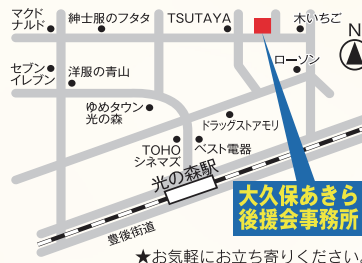 マクド
ナルド
紳士服のフタタ
TSUTAYA
木いちご
N
セブン
イレブン
洋服の青山
ローソン
ゆめタウン
光の森
ドラッグストアモリ
TOHO
シネマズ
ベスト電器
光の森駅
大久保あきら
後援会事務所
豊後街道
★お気軽にお立ち寄りください。